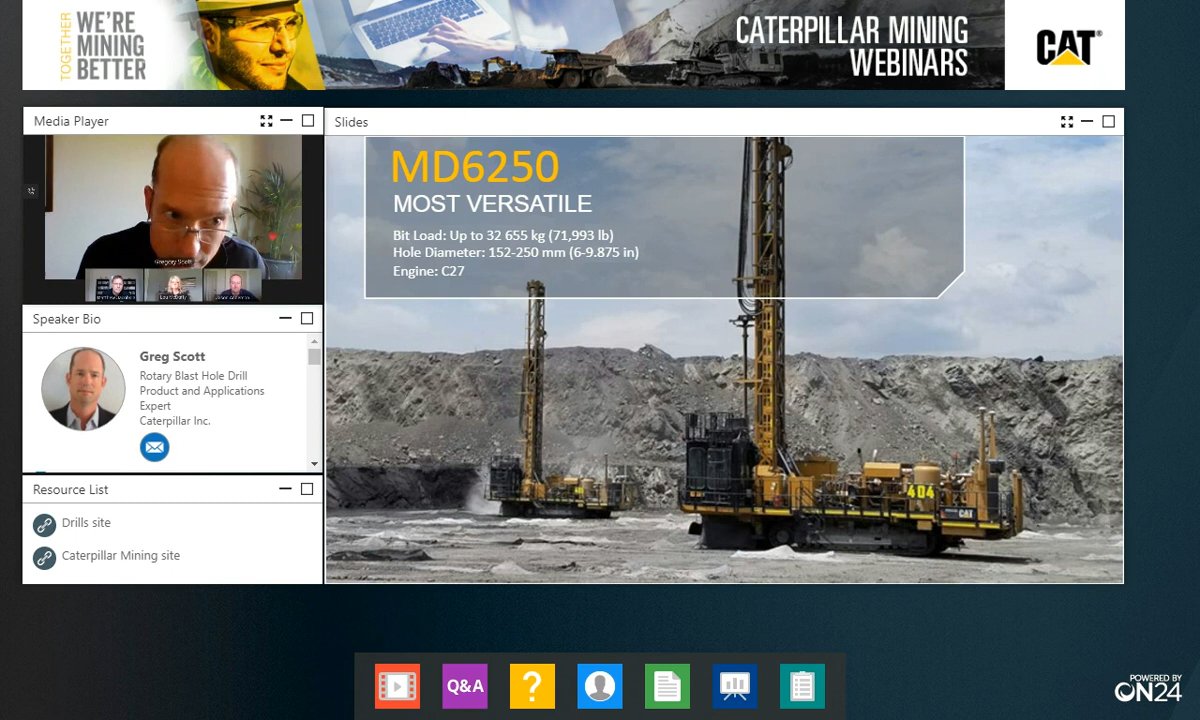 TOGETHER
WE'RE
MINING
BETTER
CATERPILLAR MINING
WEBINARS
CAT®
Media Player
Gregory Scott
Speaker Bio
Greg Scott
Rotary Blast Hole Drill
Product and Applications
Expert
Caterpillar Inc.
Resource List
Drills site
Caterpillar Mining site
Slides
MD6250
MOST VERSATILE
Bit Load: Up to 32 655 kg (71,993 lb)
Hole Diameter: 152-250 mm (6-9.875 in)
Engine: C27
404
CAT
Q&A
?
POWERED BY
ON24